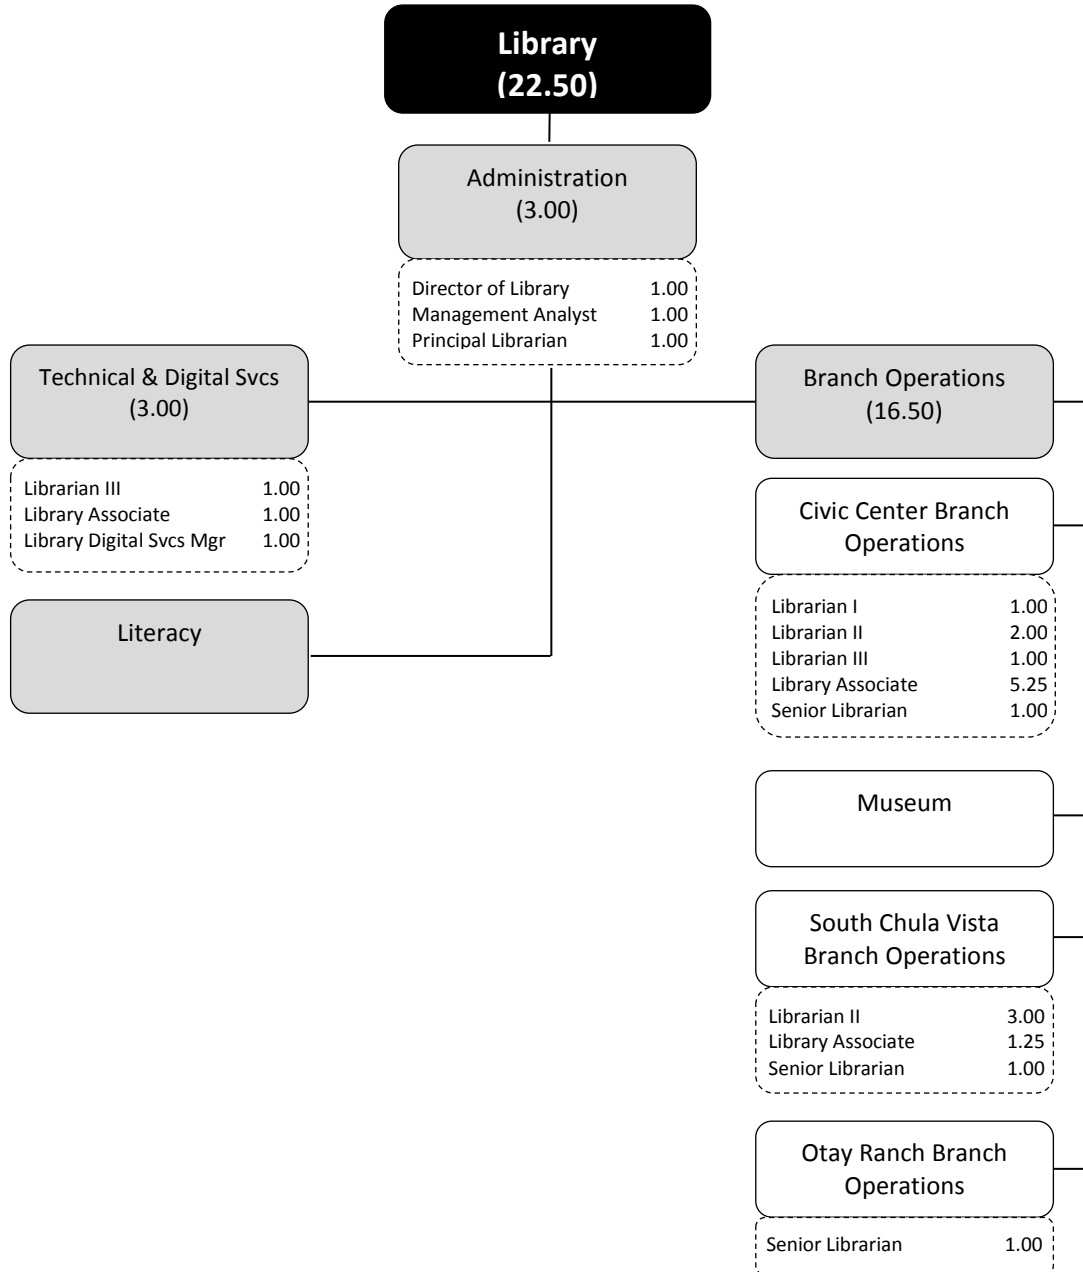 Library
(22.50)
Administration
(3.00)
Director of Library 1.00
Management Analyst 1.00
Principal Librarian 1.00
Technical & Digital Svcs
(3.00)
Librarian III 1.00
Library Associate 1.00
Library Digital Svcs Mgr 1.00
Literacy
Branch Operations
(16.50)
Civic Center Branch
Operations
Librarian I 1.00
Librarian II 2.00
Librarian III 1.00
Library Associate 5.25
Senior Librarian 1.00
Museum
South Chula Vista
Branch Operations
Librarian II 3.00
Library Associate 1.25
Senior Librarian 1.00
Otay Ranch Branch
Operations
Senior Librarian 1.00